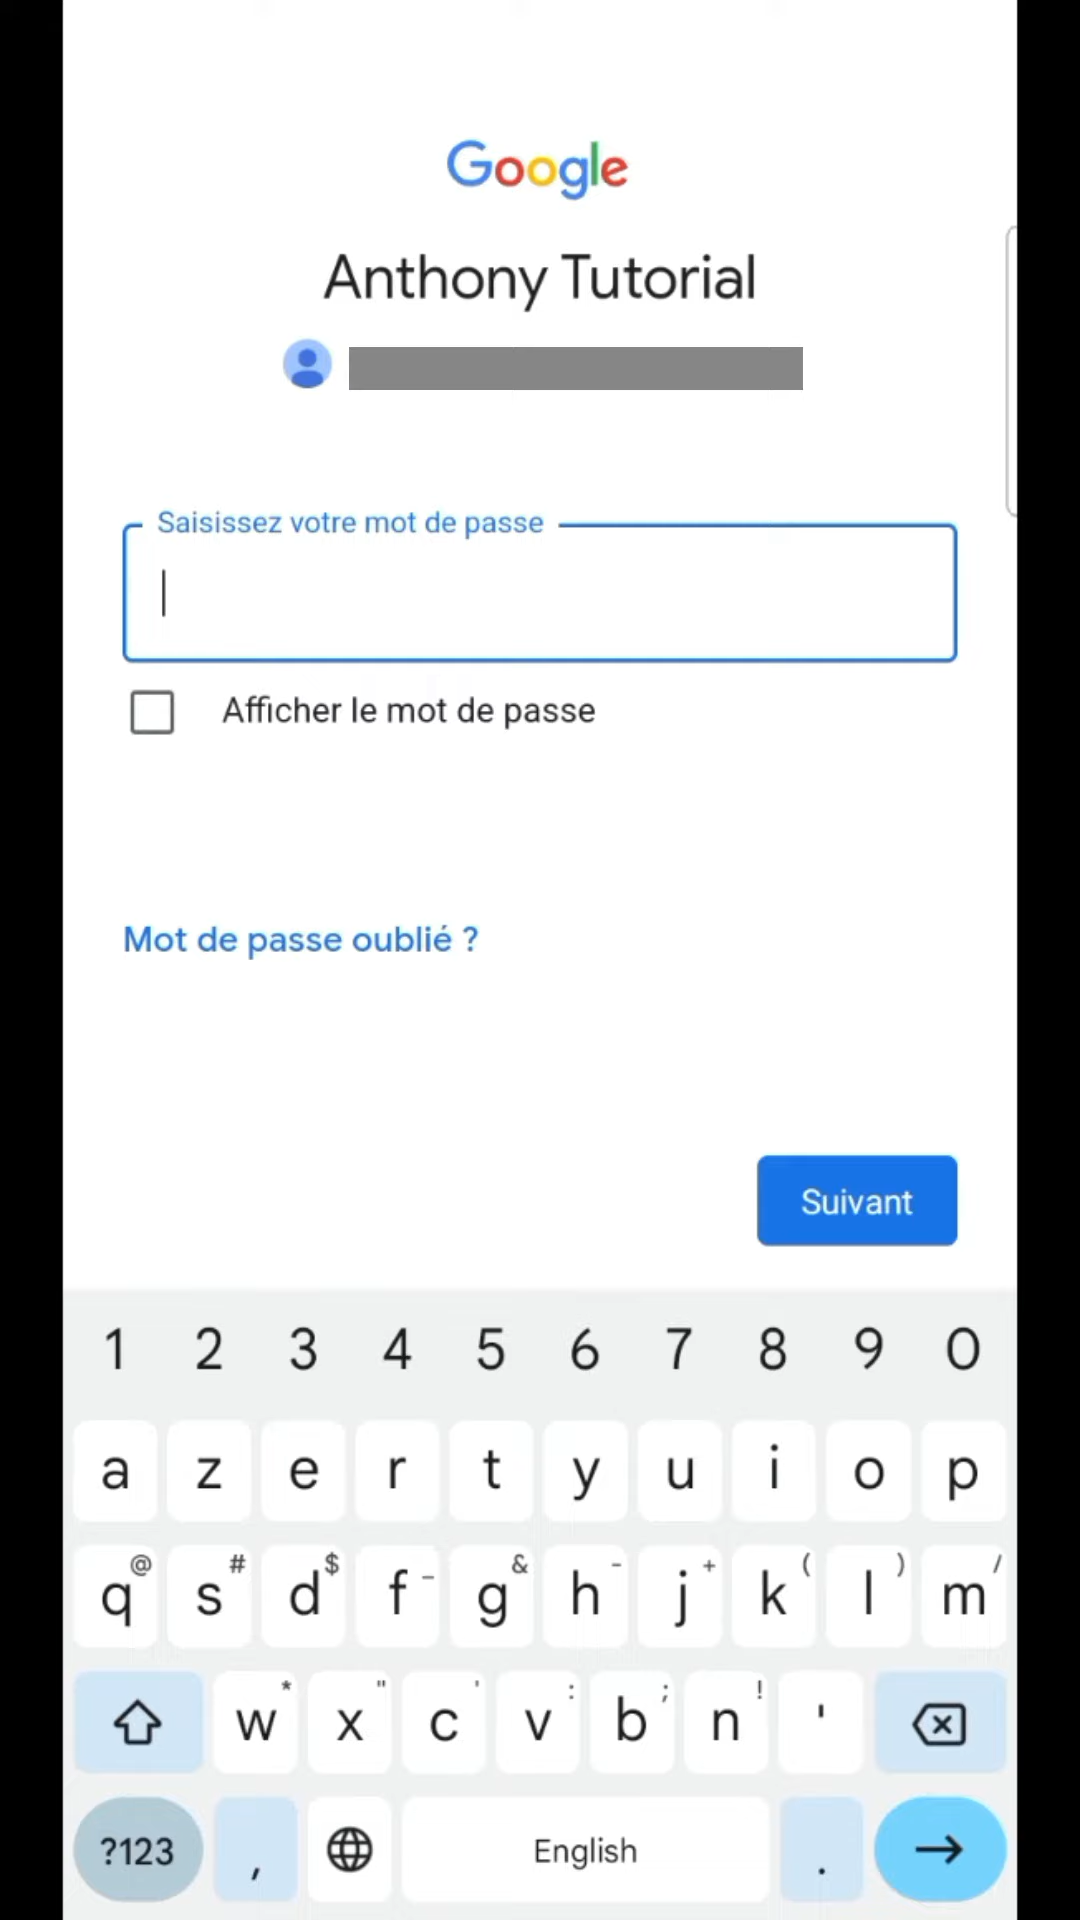 Google
Anthony Tutorial
Saisissez votre mot de passe
Afficher le mot de passe
Mot de passe oublié ?
Suivant
1 2 3 4 5 6 7 8 9 0
a z e r t y u i o p
@ # $ _ & - + ( ) /
q s d f g h j k l m
* " ' : ; !
w x c v b n '
?123 , English .